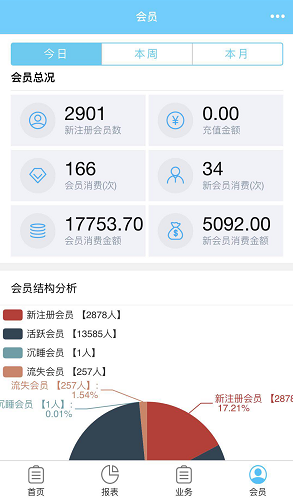 会员
今日 本周 本月
会员总况
2901 0.00
新注册会员数 充值金额
166 34
会员消费(次) 新会员消费(次)
17753.70 5092.00
会员消费金额 新会员消费金额
会员结构分析
新注册会员 【2878人】
活跃会员 【13585人】
沉睡会员 【1人】
流失会员 【257人】
流失会员 【257人】:
1.54%
沉睡会员 【1人】:
0.01%
新注册会员 【2878人】
17.21%
首页 报表 业务 会员